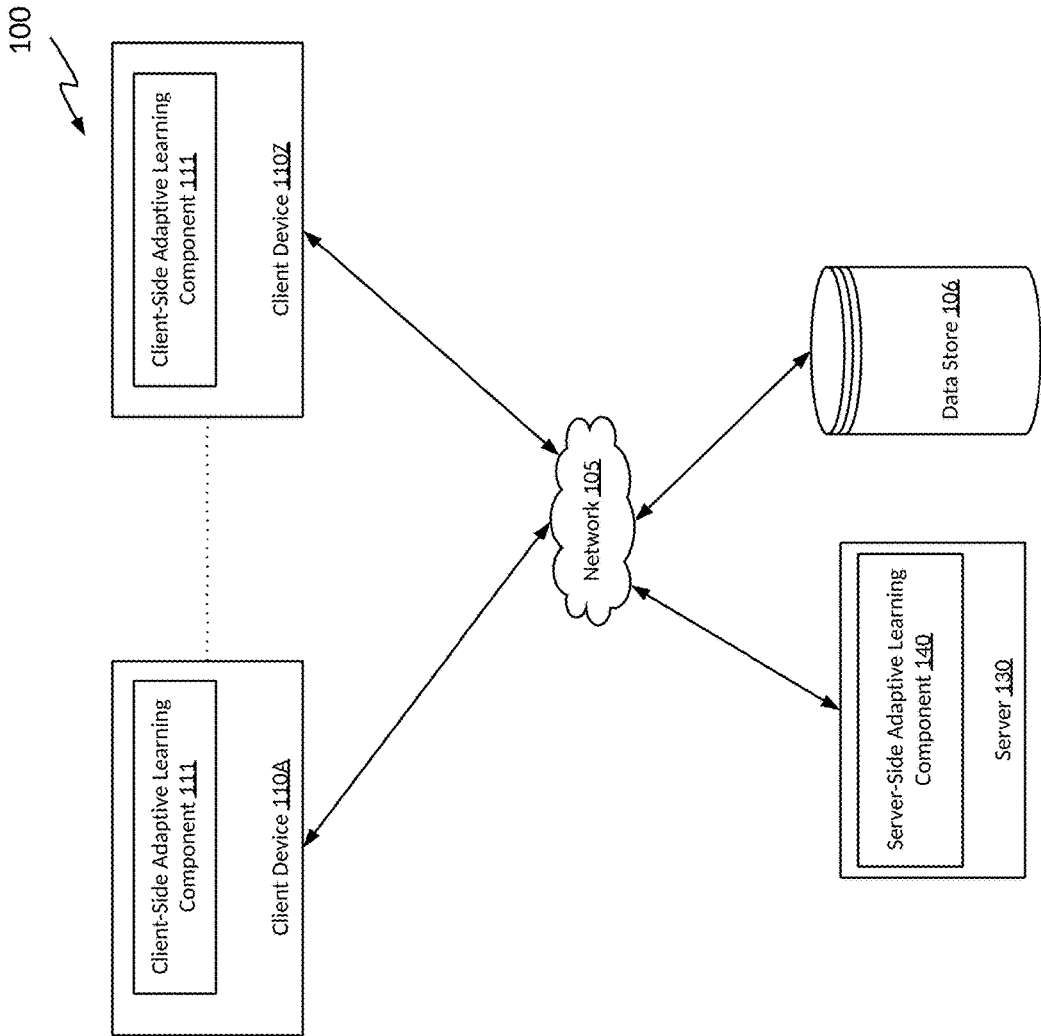 100
Client-Side Adaptive Learning
Component 111
Client Device 110A
Client-Side Adaptive Learning
Component 111
Client Device 110Z
Network 105
Server-Side Adaptive Learning
Component 140
Server 130
Data Store 106